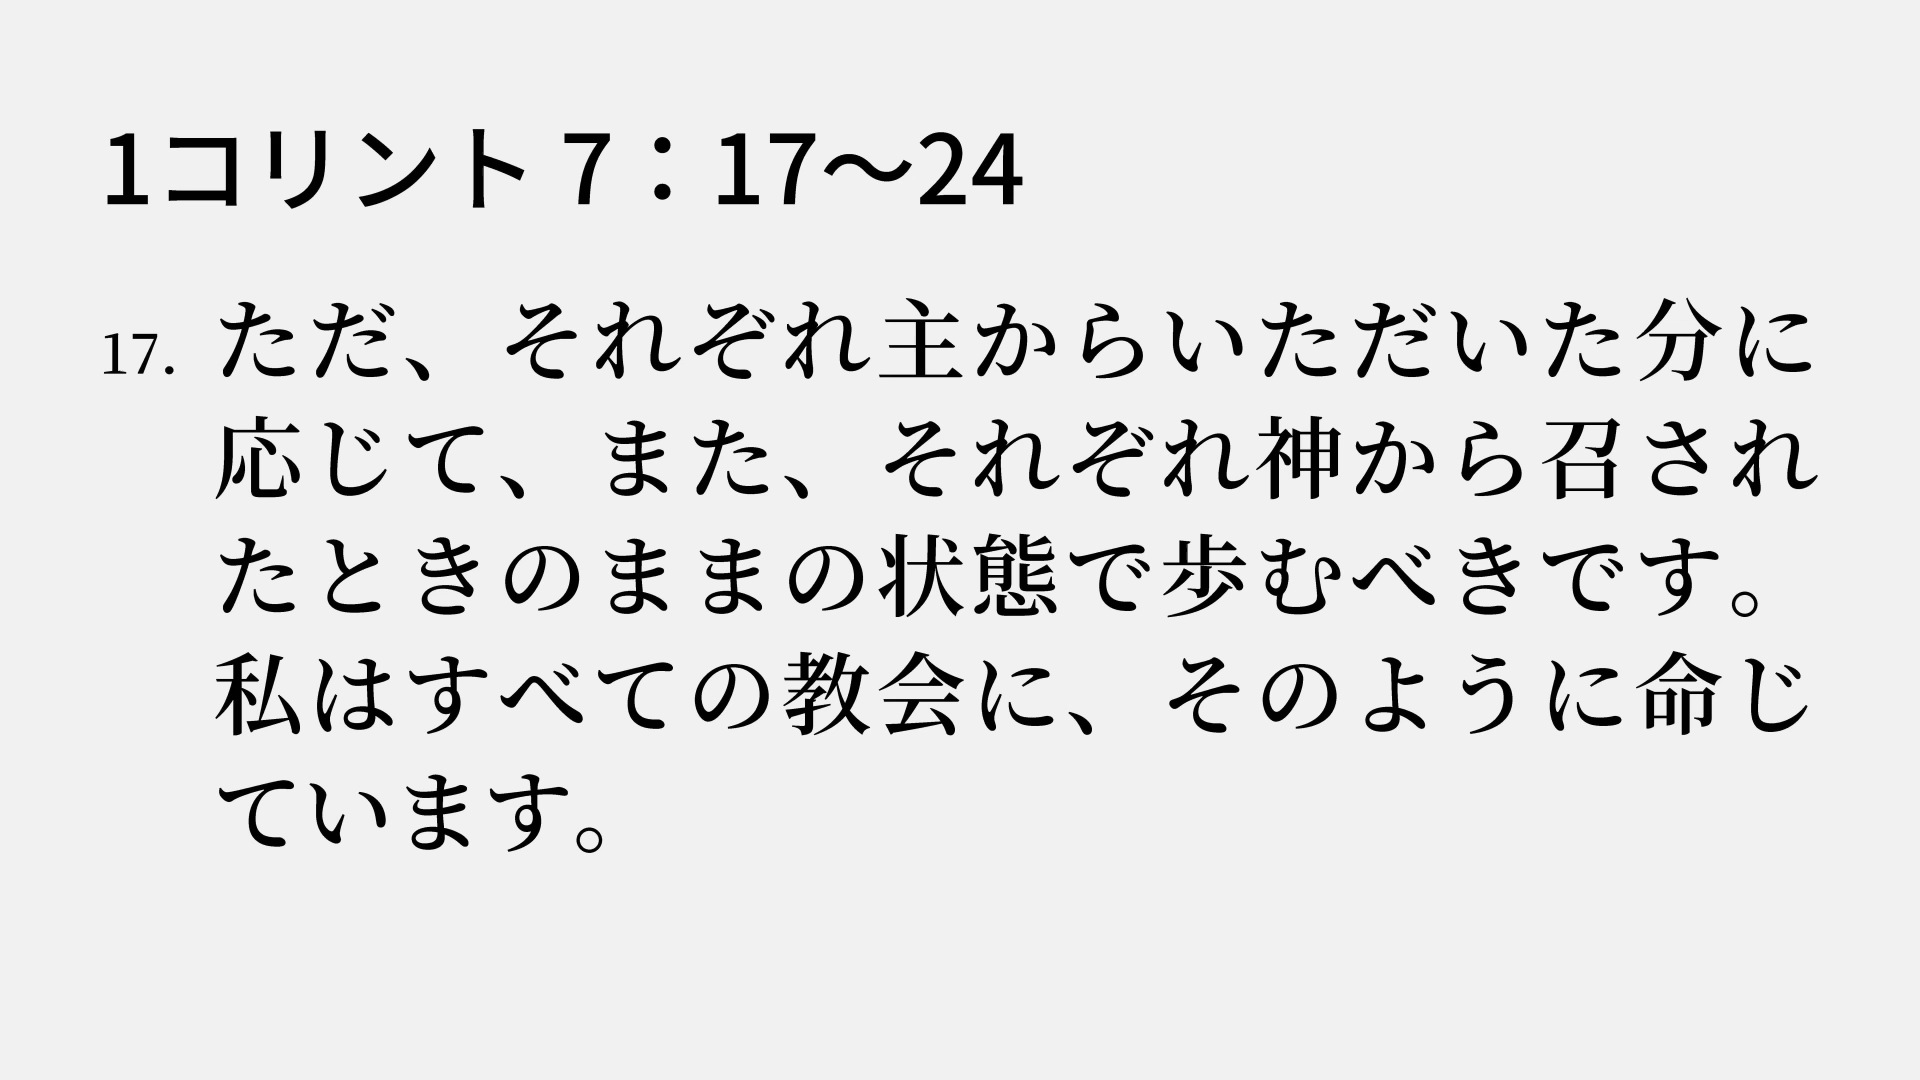 1コリント 7：17〜24
17. ただ、それぞれ主からいただいた分に
応じて、また、それぞれ神から召され
たときのままの状態で歩むべきです。
私はすべての教会に、そのように命じ
ています。